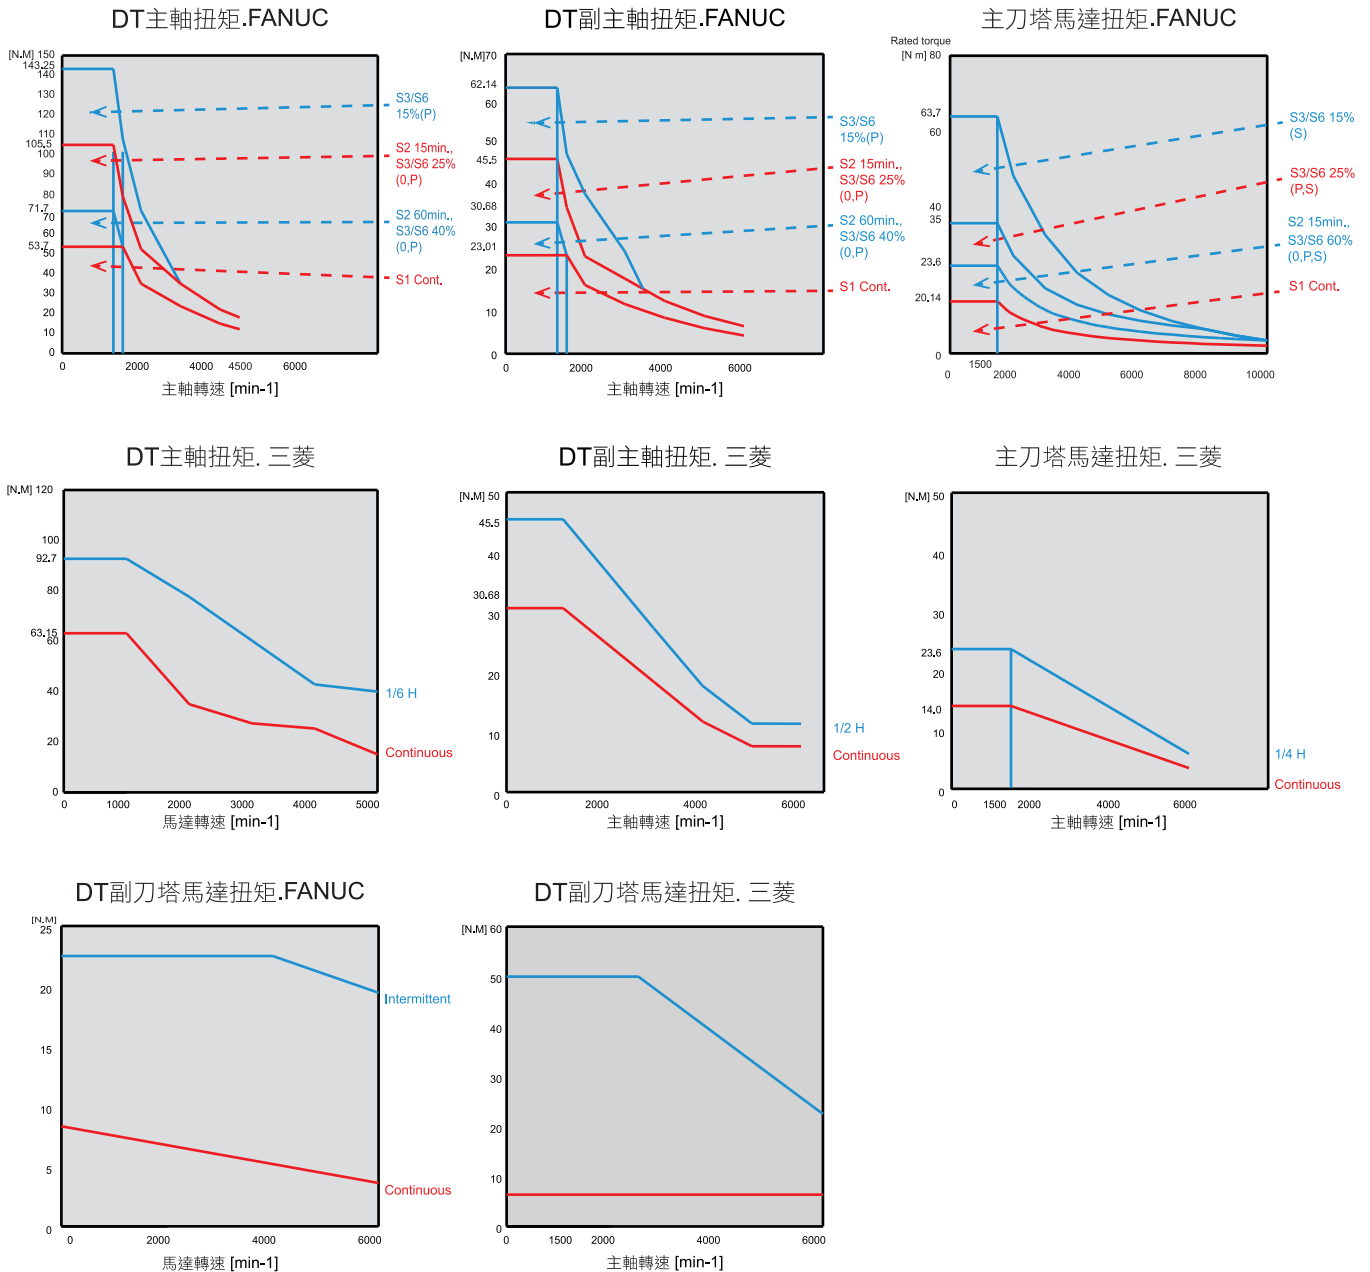 DT主軸扭矩.FANUC
[N.M] 150
143.25
140
130
120
110
105.5
100
90
80
71.7
70
60
53.7
50
40
30
20
10
0
0 2000 4000 4500 6000
主軸轉速 [min-1]
S3/S6
15%(P)
S2 15min.,
S3/S6 25%
(0,P)
S2 60min.,
S3/S6 40%
(0,P)
S1 Cont.
DT副主軸扭矩.FANUC
[N.M]70
62.14
60
50
45.5
40
30.68
30
23,01
20
10
0
0 2000 4000 6000
主軸轉速 [min-1]
S3/S6
15%(P)
S2 15min.,
S3/S6 25%
(0,P)
S2 60min.,
S3/S6 40%
(0,P)
S1 Cont.
主刀塔馬達扭矩.FANUC
Rated torque
[N m] 80
63,7
60
40
35
23,6
20,14
0
0 1500 2000 4000 6000 8000 10000
主軸轉速 [min-1]
S3/S6 15%
(S)
S3/S6 25%
(P,S)
S2 15min.,
S3/S6 60%
(0,P,S)
S1 Cont.
DT主軸扭矩. 三菱
[N.M] 120
100
92.7
80
63.15
60
40
20
0
0 1000 2000 3000 4000 5000
馬達轉速 [min-1]
1/6 H
Continuous
DT副主軸扭矩. 三菱
[N.M] 50
45.5
40
30.68
30
20
10
0
0 2000 4000 6000
主軸轉速 [min-1]
1/2 H
Continuous
主刀塔馬達扭矩. 三菱
[N.M] 50
40
30
23.6
20
14.0
10
0
0 1500 2000 4000 6000
主軸轉速 [min-1]
1/4 H
Continuous
DT副刀塔馬達扭矩.FANUC
[N.M]
25
20
15
10
5
0
0 2000 4000 6000
馬達轉速 [min-1]
Intermittent
Continuous
DT副刀塔馬達扭矩. 三菱
[N.M] 60
50
40
30
20
10
0
0 1500 2000 4000 6000
主軸轉速 [min-1]